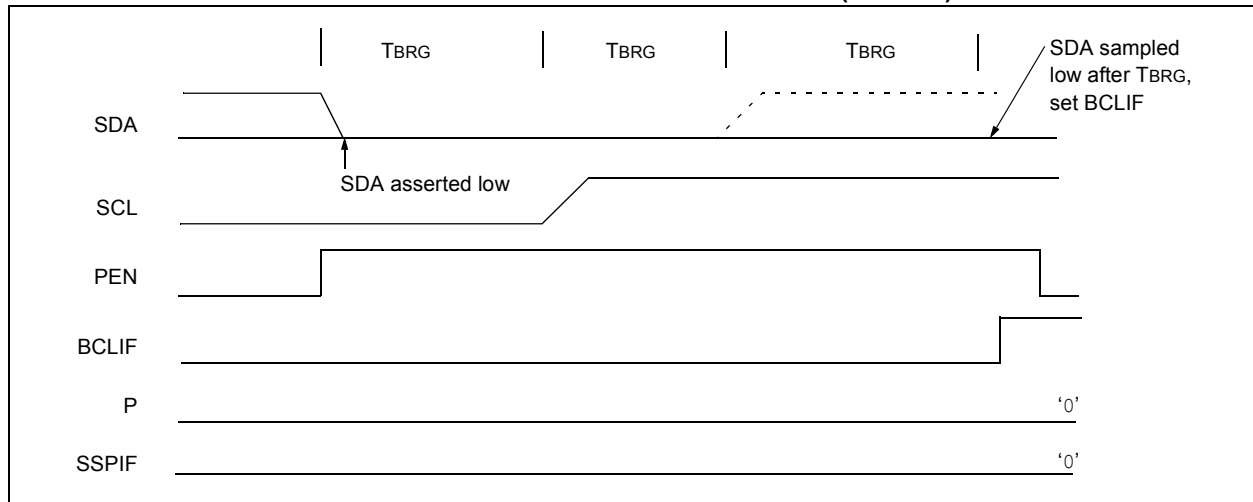 TBRG TBRG TBRG
SDA sampled
low after TBRG,
set BCLIF
SDA
SDA asserted low
SCL
PEN
BCLIF
P
‘0’
SSPIF
‘0’